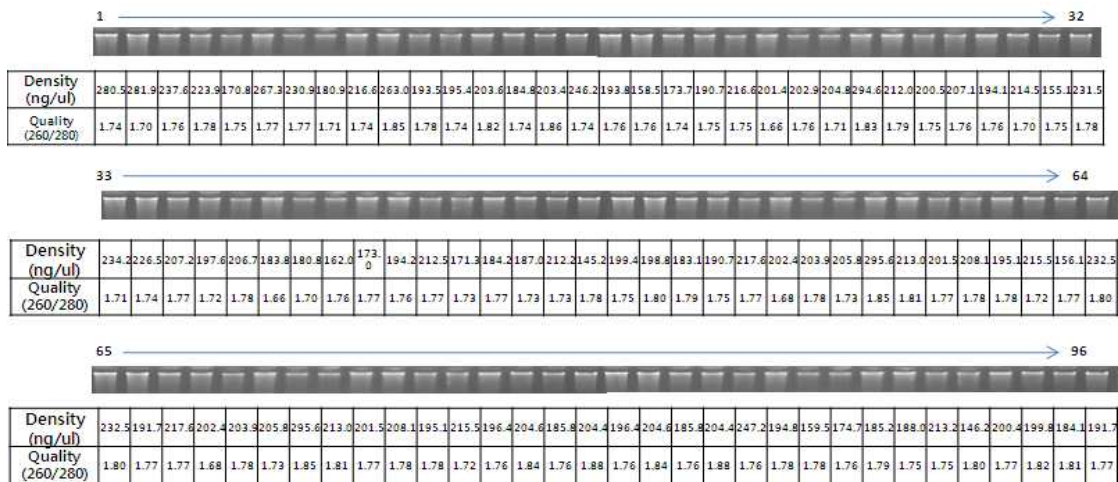 1 32
Density (ng/ul) 280.5 281.9 237.6 223.9 170.8 267.3 230.9 180.9 216.6 263.0 193.5 195.4 203.6 184.8 203.4 246.2 193.8 158.5 173.7 190.7 216.6 201.4 202.9 204.8 294.6 212.0 200.5 207.1 194.1 214.5 155.1 231.5
Quality (260/280) 1.74 1.70 1.76 1.78 1.75 1.77 1.77 1.71 1.74 1.85 1.78 1.74 1.82 1.74 1.86 1.74 1.76 1.76 1.74 1.75 1.75 1.66 1.76 1.71 1.83 1.79 1.75 1.76 1.76 1.70 1.75 1.78
33 64
Density (ng/ul) 234.2 226.5 207.2 197.6 206.7 183.8 180.8 162.0 173.0 194.2 212.5 171.3 184.2 187.0 212.2 145.2 199.4 198.8 183.1 190.7 217.6 202.4 203.9 205.8 295.6 213.0 201.5 208.1 195.1 215.5 156.1 232.5
Quality (260/280) 1.71 1.74 1.77 1.72 1.78 1.66 1.70 1.76 1.77 1.76 1.77 1.73 1.77 1.73 1.73 1.78 1.75 1.80 1.79 1.75 1.77 1.68 1.78 1.73 1.85 1.81 1.77 1.78 1.78 1.72 1.77 1.80
65 96
Density (ng/ul) 232.5 191.7 217.6 202.4 203.9 205.8 295.6 213.0 201.5 208.1 195.1 215.5 196.4 204.6 185.8 204.4 196.4 204.6 185.8 204.4 247.2 194.8 159.5 174.7 185.2 188.0 213.2 146.2 200.4 199.8 184.1 191.7
Quality (260/280) 1.80 1.77 1.77 1.68 1.78 1.73 1.85 1.81 1.77 1.78 1.78 1.72 1.76 1.84 1.76 1.88 1.76 1.84 1.76 1.88 1.76 1.78 1.78 1.76 1.79 1.75 1.75 1.80 1.77 1.82 1.81 1.77